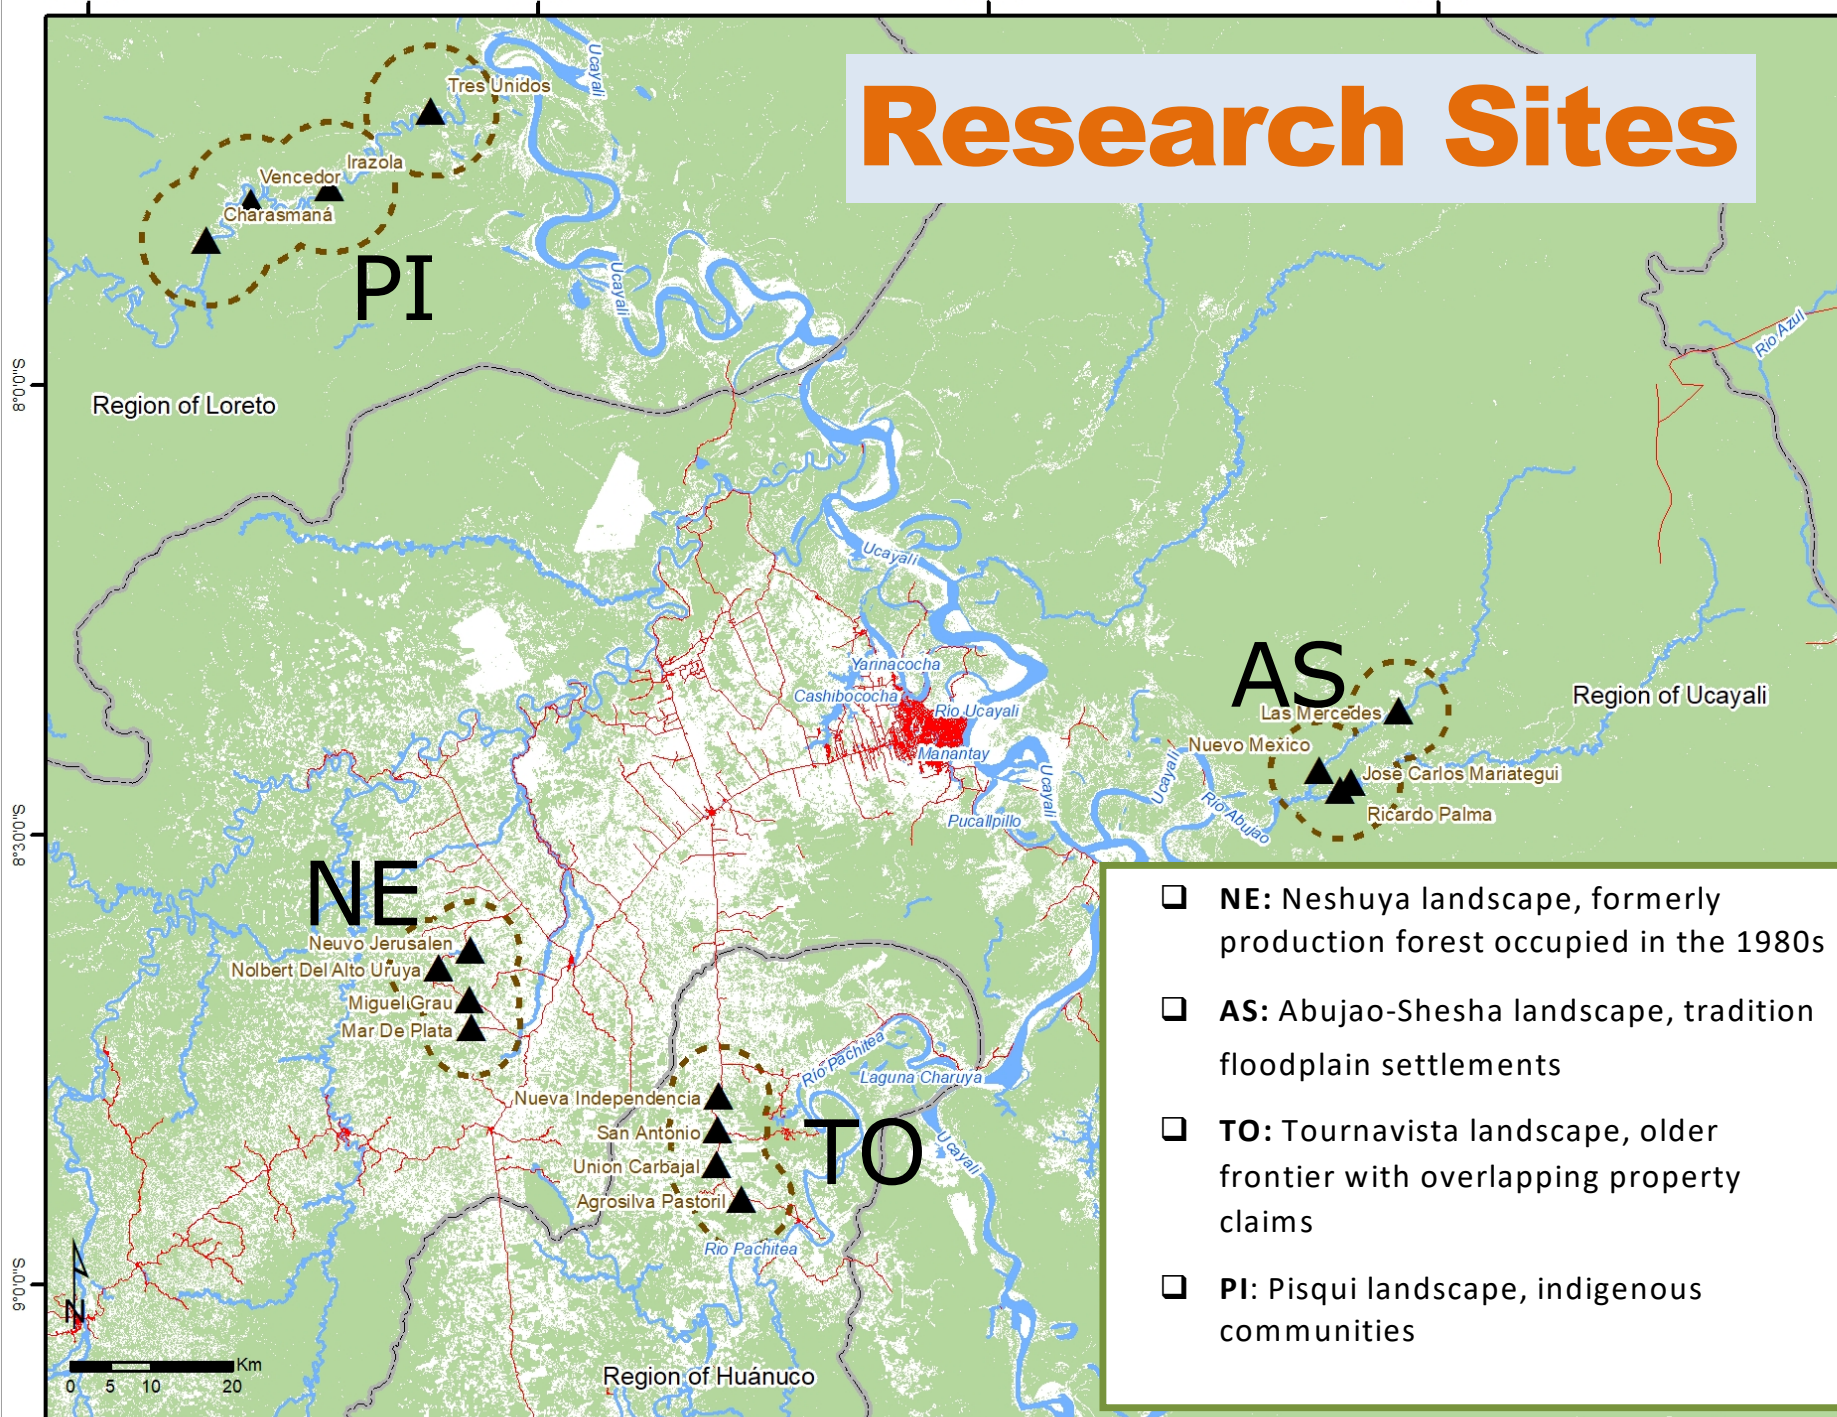 Research Sites
Ucayali
Tres Unidos
Irazola
Vencedor
Charasmaná
PI
Ucayali
Rio Azul
8°0'0"S
Region of Loreto
Ucayali
AS
Yarinacocha
Cashibococha
Rio Ucayali
Manantay
Region of Ucayali
Las Mercedes
Nuevo Mexico
José Carlos Mariategui
Ricardo Palma
Ucayali
Ucayali
Rio Abujao
Pucallpillo
8°30'0"S
NE
Neuvo Jerusalen
Nolbert Del Alto Uruya
Miguel Grau
Mar De Plata
Rio Pachitea
Laguna Charuya
Nueva Independencia
San Antonio
Union Carbajal
Agrosilva Pastoril
TO
Ucayali
Rio Pachitea
9°0'0"S
N
Km
0 5 10 20
Region of Huánuco
❑ NE: Neshuya landscape, formerly
production forest occupied in the 1980s
❑ AS: Abujao-Shesha landscape, tradition
floodplain settlements
❑ TO: Tournavista landscape, older
frontier with overlapping property
claims
❑ PI: Pisqui landscape, indigenous
communities